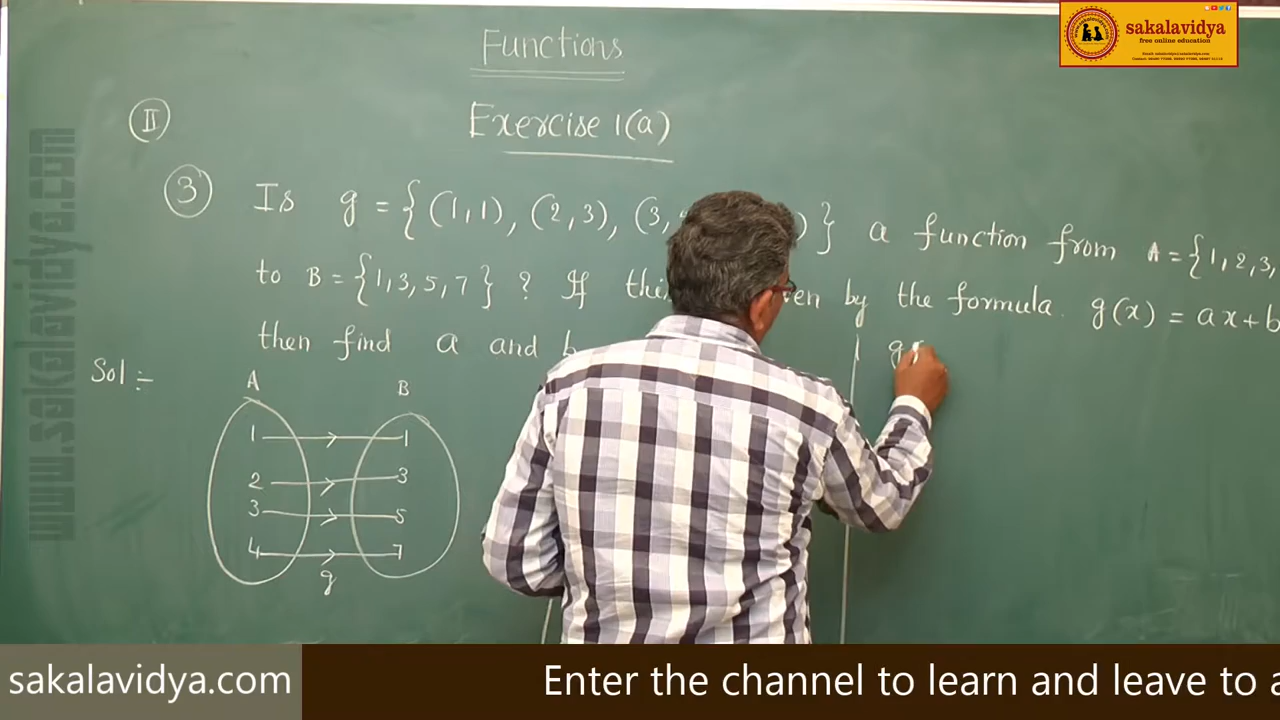 sakalavidya
free online education
Functions
II
Exercise 1(a)
3 Is g = { (1,1), (2,3), (3, ) } a function from A = {1,2,3,
to B = {1,3,5,7} ? If by the formula. g(x) = ax+b
then find a and b
g
Sol :-
A B
1 1
2 3
3 5
4 7
g
www.sakalavidya.com
sakalavidya.com
Enter the channel to learn and leave to